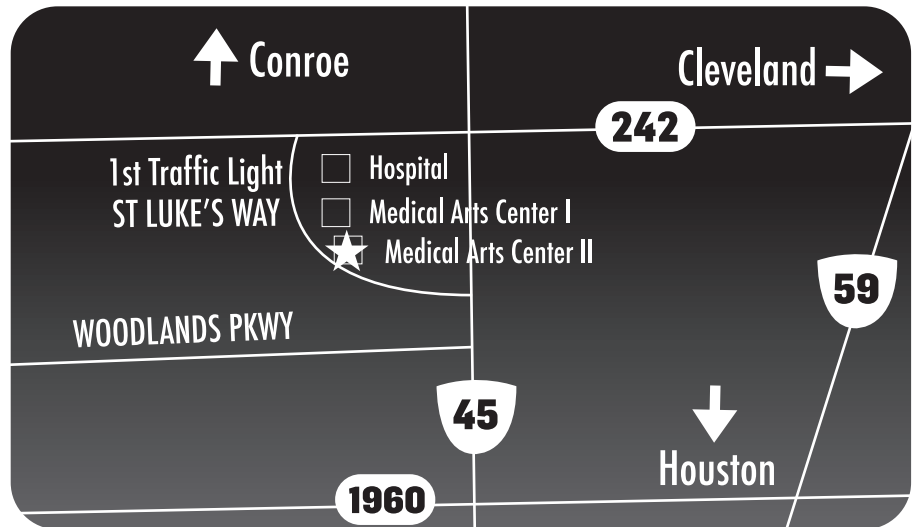 Conroe
Cleveland
242
1st Traffic Light
ST LUKE'S WAY
Hospital
Medical Arts Center I
Medical Arts Center II
59
WOODLANDS PKWY
45
Houston
1960